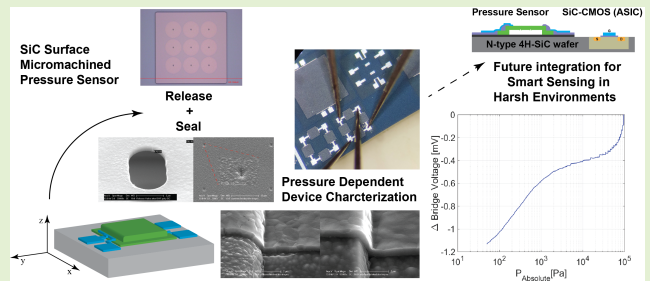 Pressure Sensor
SiC-CMOS (ASIC)
N-type 4H-SiC wafer
SiC Surface
Micromachined
Pressure Sensor
Release
+
Seal
Future integration for
Smart Sensing in
Harsh Environments
Pressure Dependent
Device Charcterization
z
y
x
0
-0.2
-0.4
-0.6
-0.8
-1
-1.2
Δ Bridge Voltage [mV]
10¹
10²
10³
10⁴
10⁵
P Absolute [Pa]